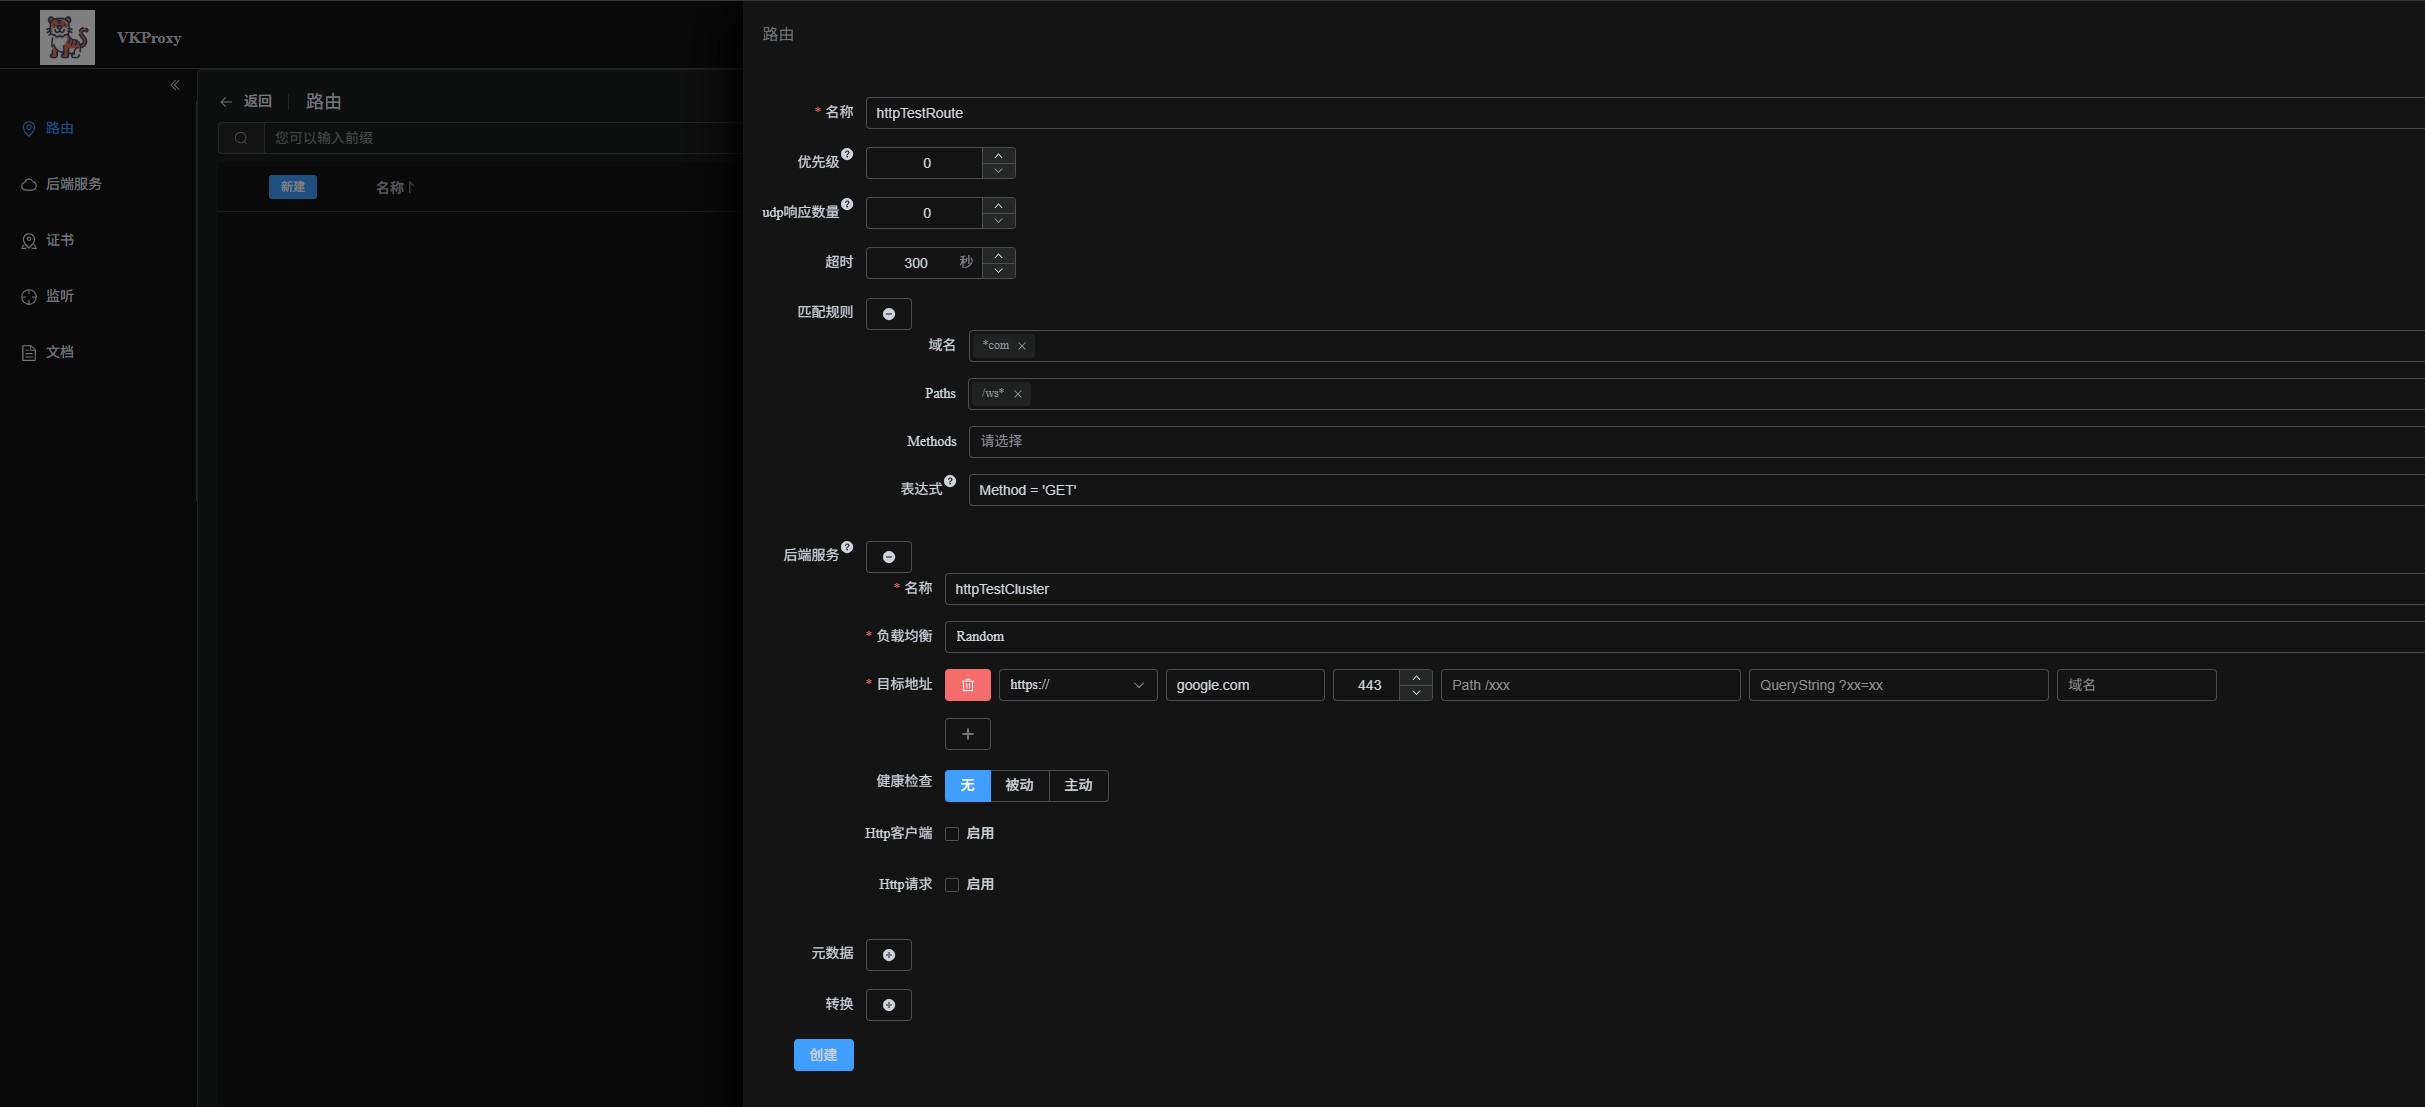 VKProxy
路由
后端服务
证书
监听
文档
返回 路由
您可以输入前缀
新建 名称
路由
* 名称 httpTestRoute
优先级 ? 0
udp响应数量 ? 0
超时 300 秒
匹配规则
域名 *com
Paths /ws*
Methods 请选择
表达式 ? Method = 'GET'
后端服务 ?
* 名称 httpTestCluster
* 负载均衡 Random
* 目标地址 https:// google.com 443 Path /xxx QueryString ?xx=xx 域名
健康检查 无 被动 主动
Http客户端 启用
Http请求 启用
元数据
转换
创建